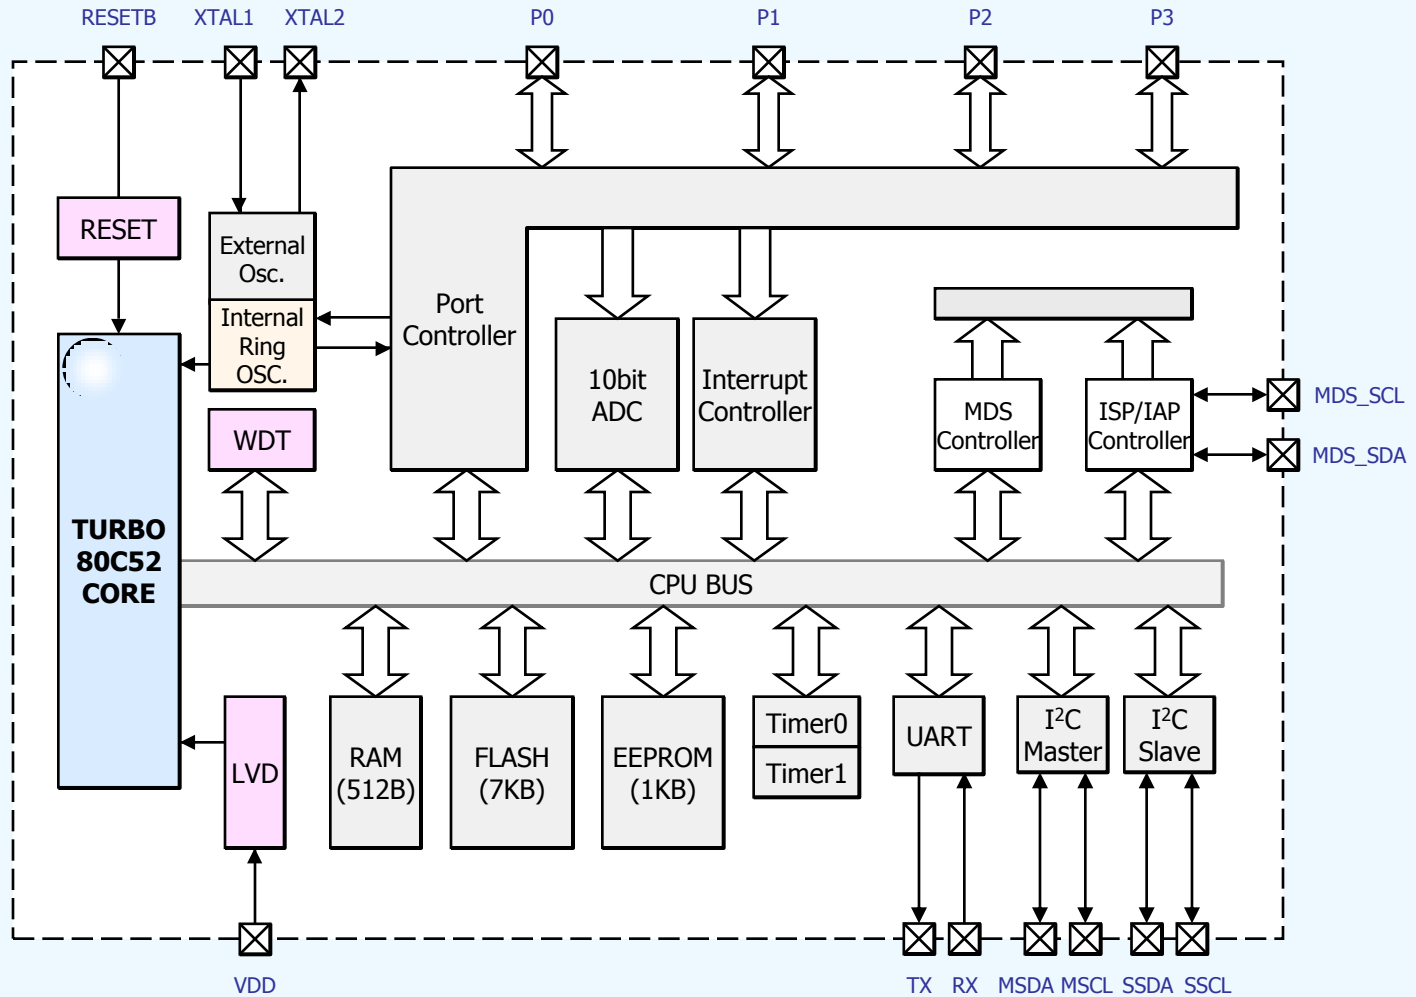 RESETB
XTAL1
XTAL2
P0
P1
P2
P3
RESET
External
Osc.
Internal
Ring
OSC.
Port
Controller
10bit
ADC
Interrupt
Controller
MDS
Controller
ISP/IAP
Controller
MDS_SCL
MDS_SDA
WDT
TURBO
80C52
CORE
CPU BUS
LVD
RAM
(512B)
FLASH
(7KB)
EEPROM
(1KB)
Timer0
Timer1
UART
I²C
Master
I²C
Slave
VDD
TX
RX
MSDA
MSCL
SSDA
SSCL